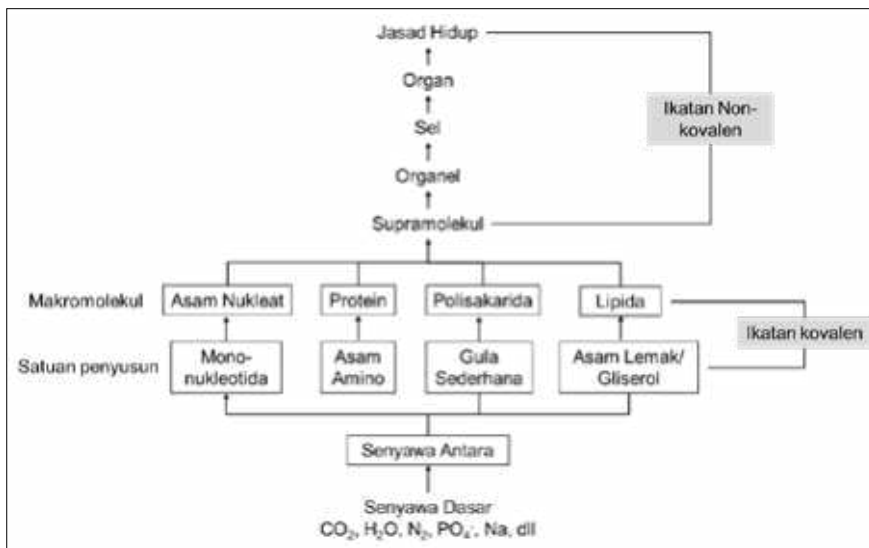 Jasad Hidup
Organ
Sel
Organel
Supramolekul
Ikatan Non-
kovalen
Makromolekul
Asam Nukleat
Protein
Polisakarida
Lipida
Ikatan kovalen
Satuan penyusun
Mono-
nukleotida
Asam
Amino
Gula
Sederhana
Asam Lemak/
Gliserol
Senyawa Antara
Senyawa Dasar
CO₂, H₂O, N₂, PO₄⁻, Na, dll